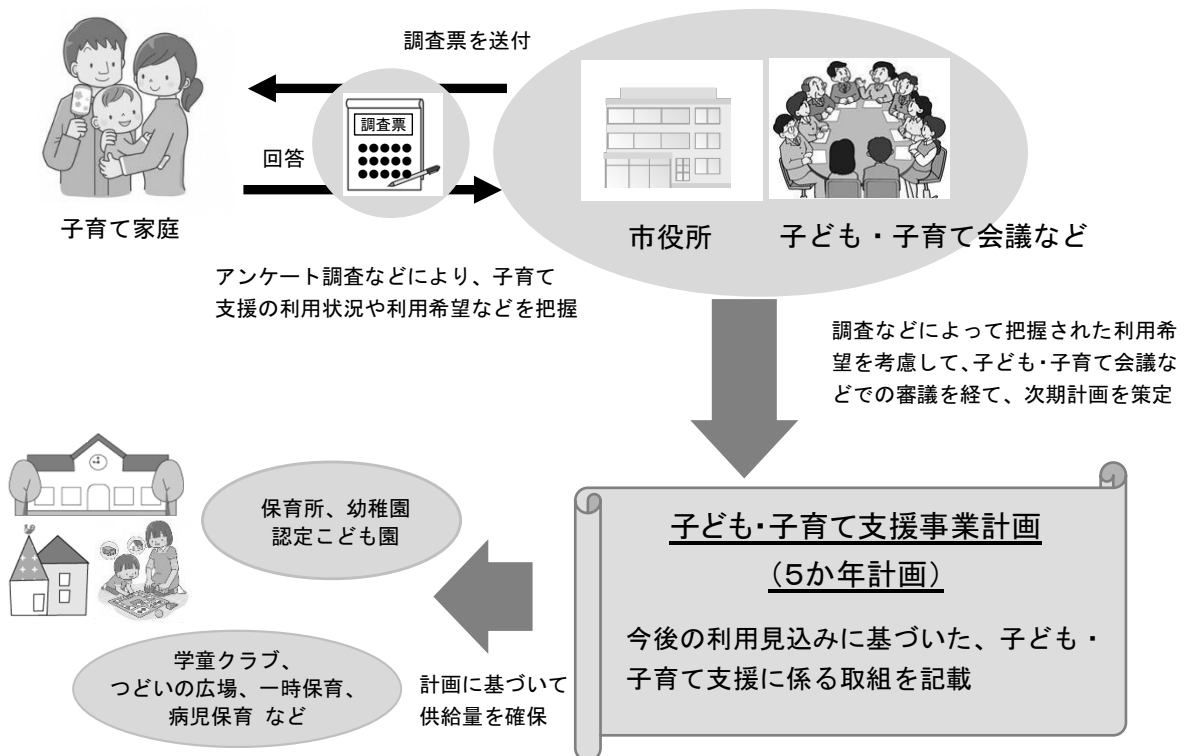 調査票を送付
調査票
回答
子育て家庭
市役所
子ども・子育て会議など
アンケート調査などにより、子育て
支援の利用状況や利用希望などを把握
調査などによって把握された利用希
望を考慮して、子ども・子育て会議な
どでの審議を経て、次期計画を策定
子ども・子育て支援事業計画
（5か年計画）
今後の利用見込みに基づいた、子ども・
子育て支援に係る取組を記載
保育所、幼稚園
認定こども園
学童クラブ、
つどいの広場、一時保育、
病児保育 など
計画に基づいて
供給量を確保